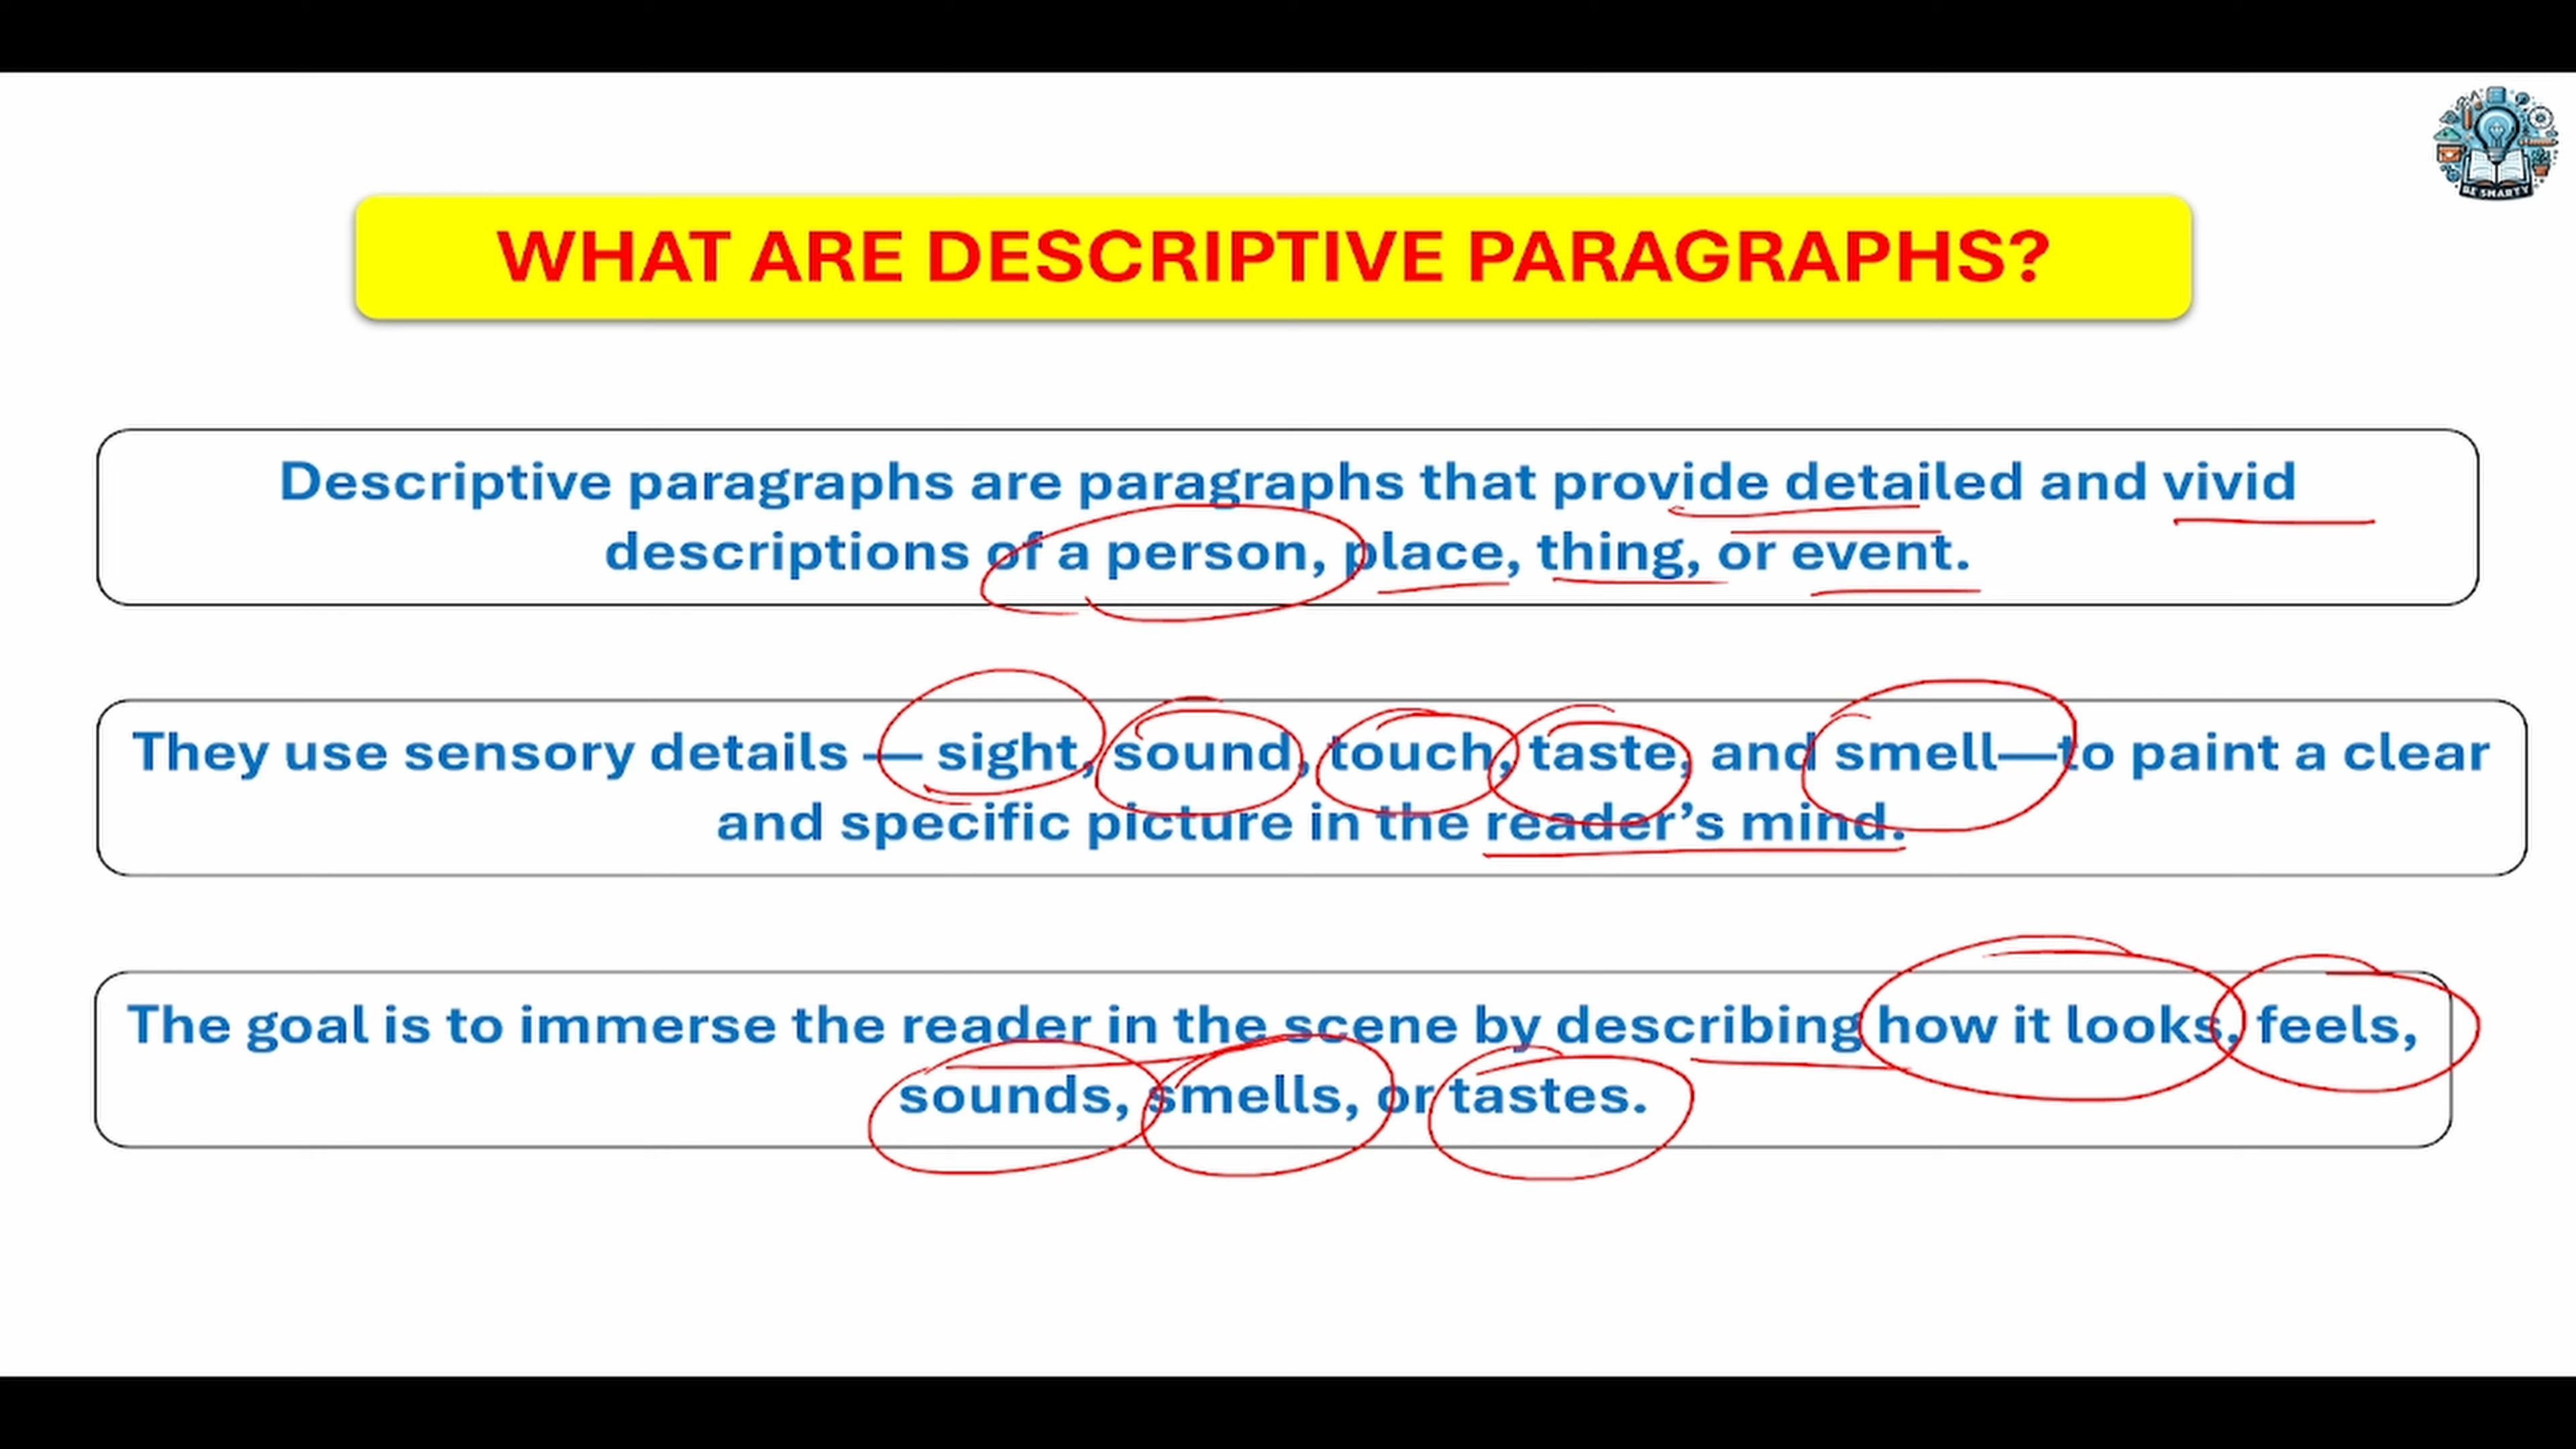 BE SMARTY
WHAT ARE DESCRIPTIVE PARAGRAPHS?
Descriptive paragraphs are paragraphs that provide detailed and vivid
descriptions of a person, place, thing, or event.
They use sensory details — sight, sound, touch, taste, and smell—to paint a clear
and specific picture in the reader’s mind.
The goal is to immerse the reader in the scene by describing how it looks, feels,
sounds, smells, or tastes.